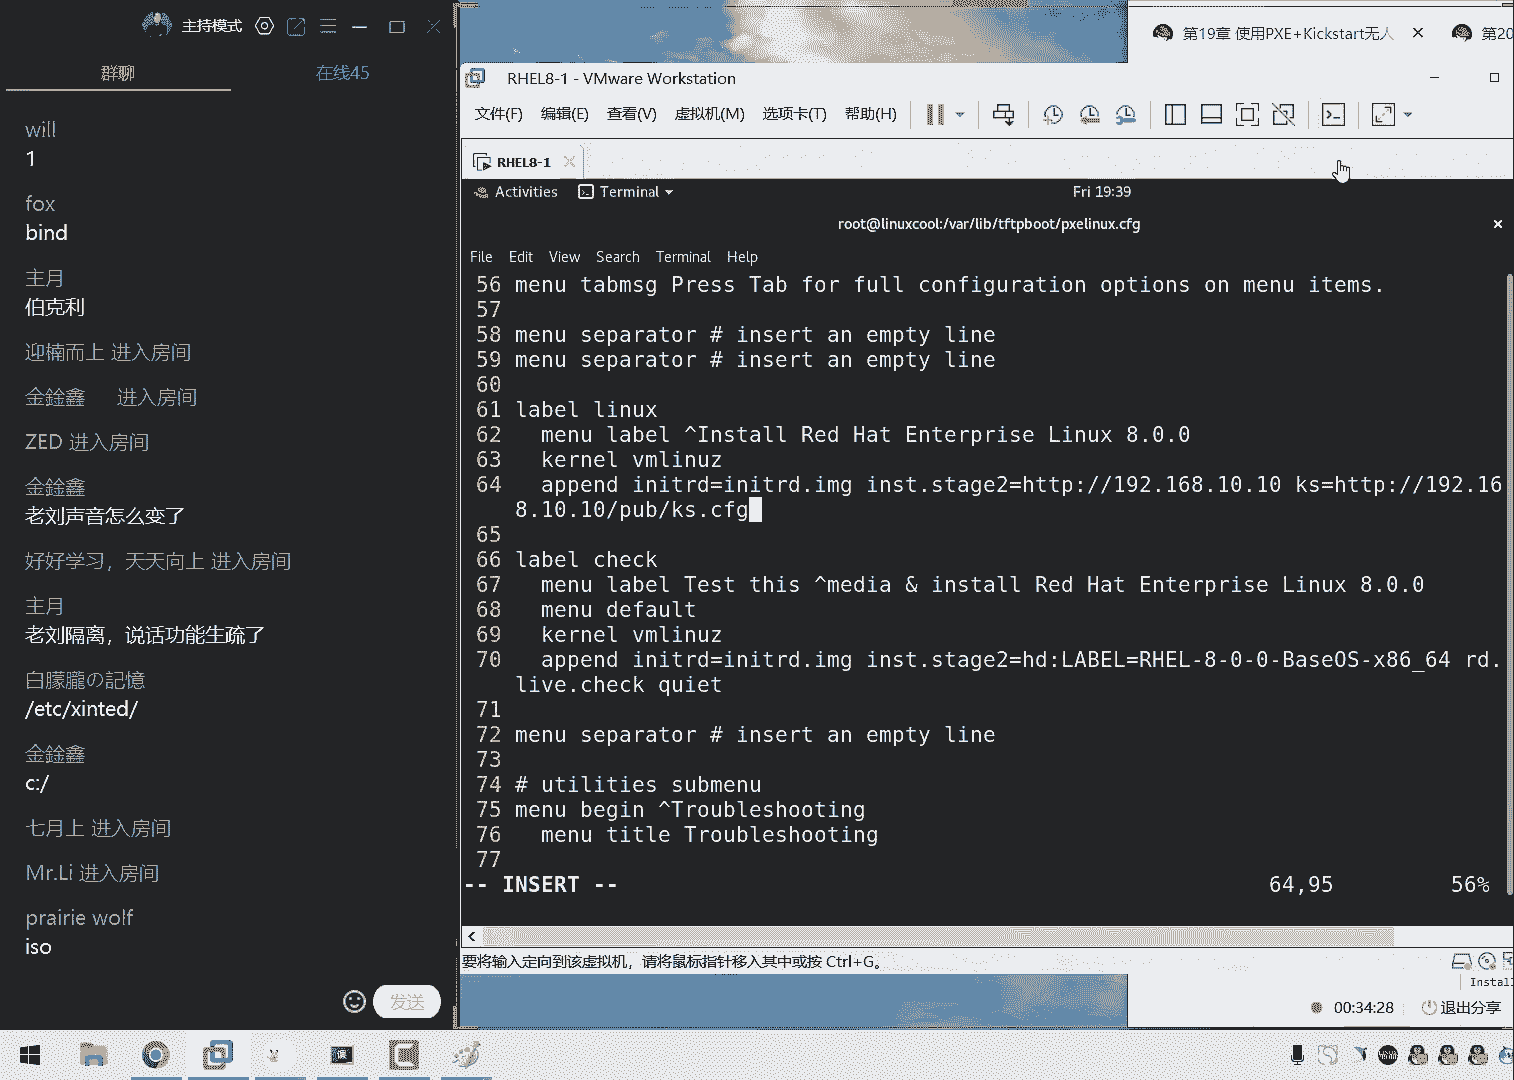 主持模式
群聊
在线45
will
1
fox
bind
主月
伯克利
迎楠而上 进入房间
金銓鑫 进入房间
ZED 进入房间
金銓鑫
老刘声音怎么变了
好好学习，天天向上 进入房间
主月
老刘隔离，说话功能生疏了
白朦朧の記憶
/etc/xinted/
金銓鑫
c:/
七月上 进入房间
Mr.Li 进入房间
prairie wolf
iso
发送
第19章 使用PXE+Kickstart无人
第20
RHEL8-1 - VMware Workstation
文件(F) 编辑(E) 查看(V) 虚拟机(M) 选项卡(T) 帮助(H)
RHEL8-1
Activities Terminal Fri 19:39
root@linuxcool:/var/lib/tftpboot/pxelinux.cfg
File Edit View Search Terminal Help
56 menu tabmsg Press Tab for full configuration options on menu items.
57
58 menu separator # insert an empty line
59 menu separator # insert an empty line
60
61 label linux
62 menu label ^Install Red Hat Enterprise Linux 8.0.0
63 kernel vmlinuz
64 append initrd=initrd.img inst.stage2=http://192.168.10.10 ks=http://192.16
8.10.10/pub/ks.cfg
65
66 label check
67 menu label Test this ^media & install Red Hat Enterprise Linux 8.0.0
68 menu default
69 kernel vmlinuz
70 append initrd=initrd.img inst.stage2=hd:LABEL=RHEL-8-0-0-BaseOS-x86_64 rd.
live.check quiet
71
72 menu separator # insert an empty line
73
74 # utilities submenu
75 menu begin ^Troubleshooting
76 menu title Troubleshooting
77
-- INSERT -- 64,95 56%
要将输入定向到该虚拟机，请将鼠标指针移入其中或按 Ctrl+G。
Install
00:34:28 退出分享